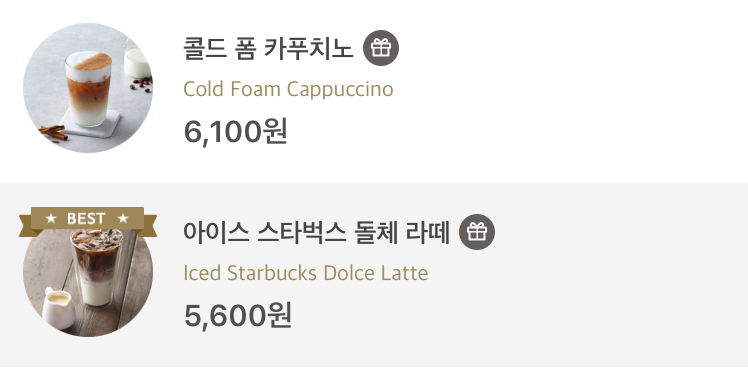 콜드 폼 카푸치노
Cold Foam Cappuccino
6,100원
★ BEST ★
아이스 스타벅스 돌체 라떼
Iced Starbucks Dolce Latte
5,600원